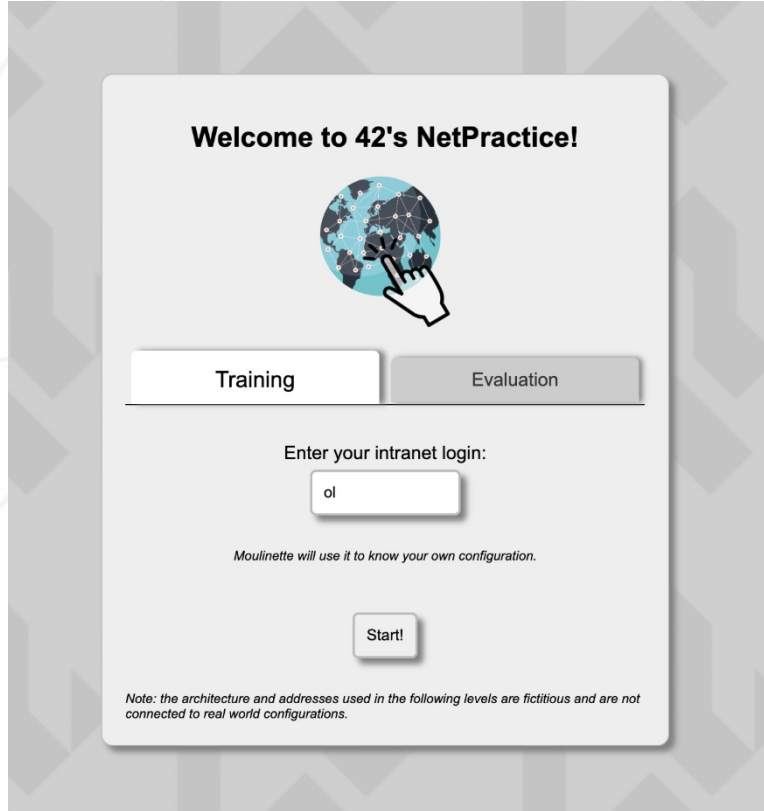 Welcome to 42's NetPractice!
Training
Evaluation
Enter your intranet login:
ol
Moulinette will use it to know your own configuration.
Start!
Note: the architecture and addresses used in the following levels are fictitious and are not
connected to real world configurations.